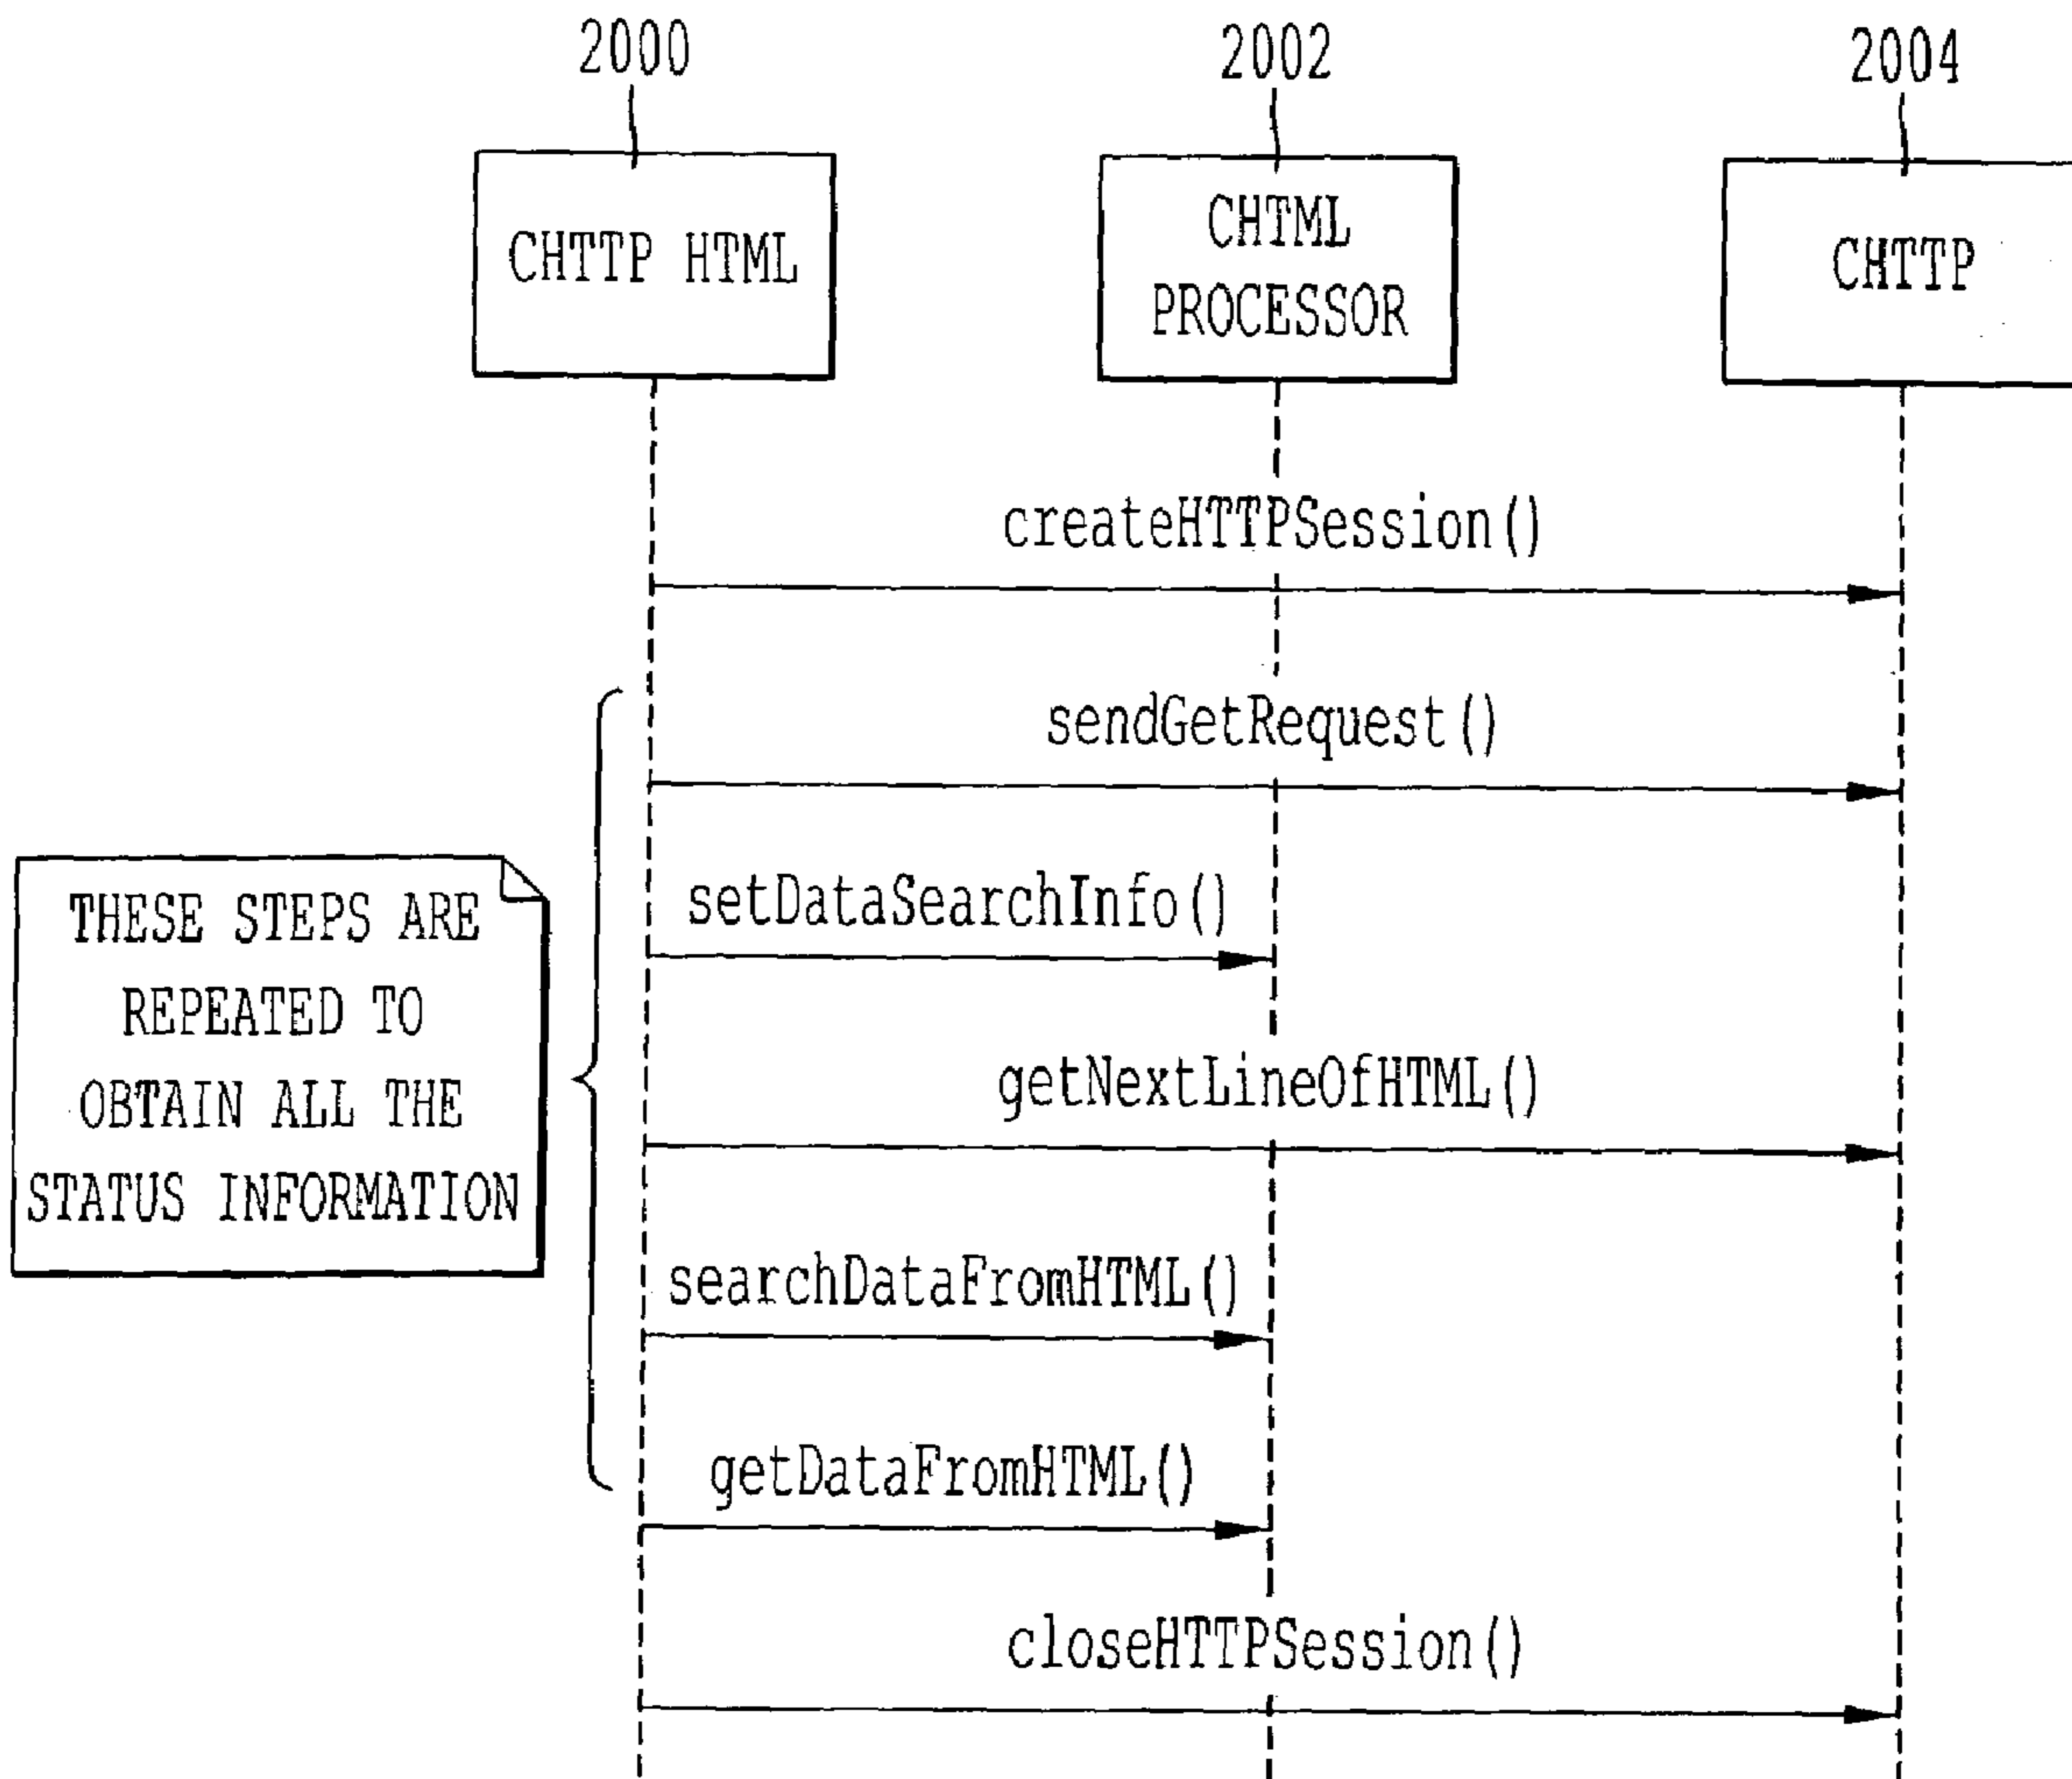 2000
2002
2004
CHTTP HTML
CHTML
PROCESSOR
CHTTP
createHTTPSession()
sendGetRequest()
THESE STEPS ARE
REPEATED TO
OBTAIN ALL THE
STATUS INFORMATION
setDataSearchInfo()
getNextLineOfHTML()
searchDataFromHTML()
getDataFromHTML()
closeHTTPSession()